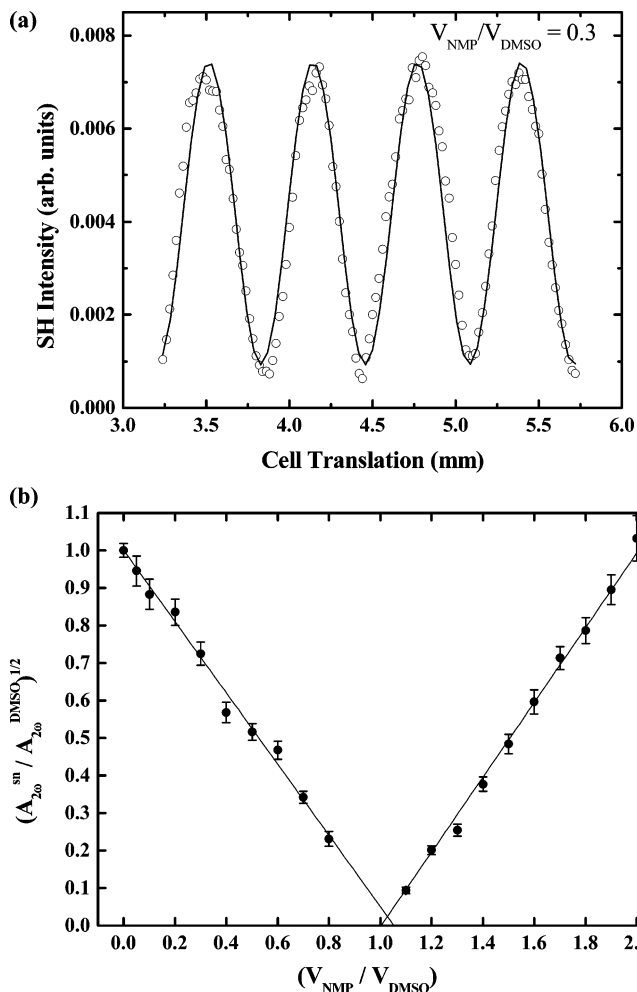 (a)
V_NMP/V_DMSO = 0.3
0.008
0.006
0.004
0.002
0.000
SH Intensity (arb. units)
3.0 3.5 4.0 4.5 5.0 5.5 6.0
Cell Translation (mm)
(b)
1.1
1.0
0.9
0.8
0.7
0.6
0.5
0.4
0.3
0.2
0.1
0.0
(A_2ω^sn / A_2ω^DMSO)^1/2
0.0 0.2 0.4 0.6 0.8 1.0 1.2 1.4 1.6 1.8 2.
(V_NMP / V_DMSO)